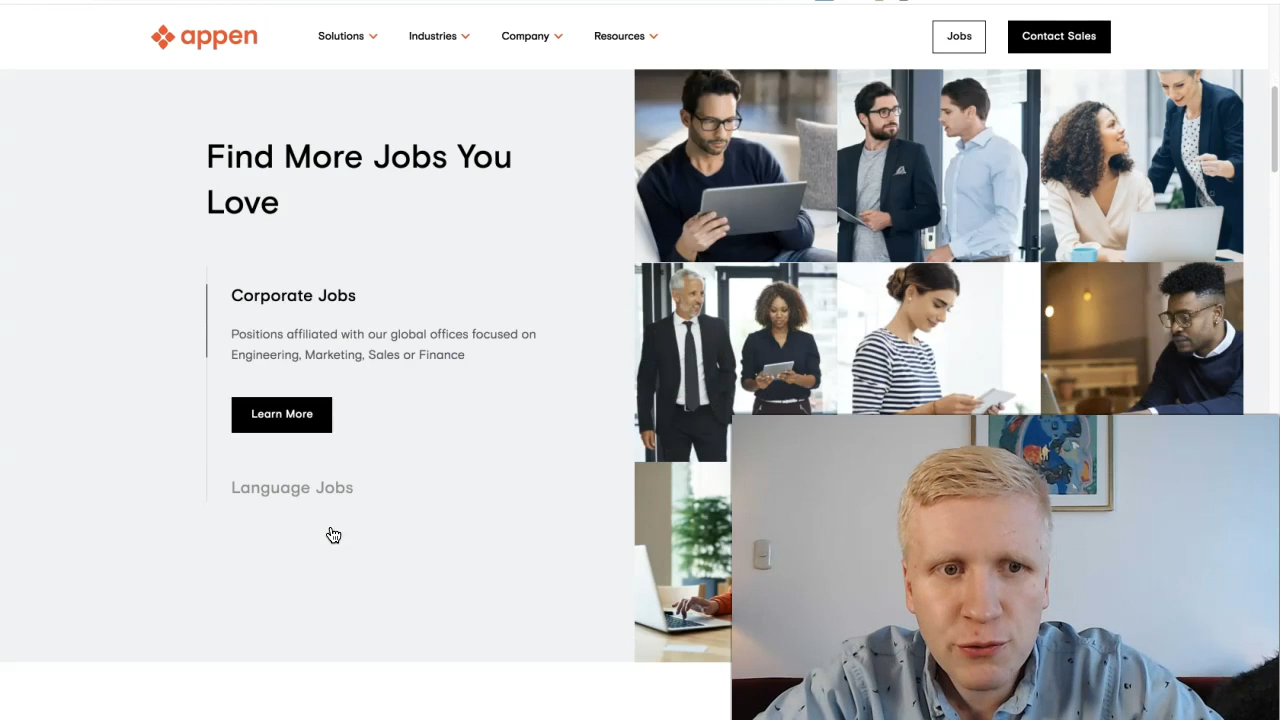 appen
Solutions Industries Company Resources Jobs Contact Sales
Find More Jobs You
Love
Corporate Jobs
Positions affiliated with our global offices focused on
Engineering, Marketing, Sales or Finance
Learn More
Language Jobs